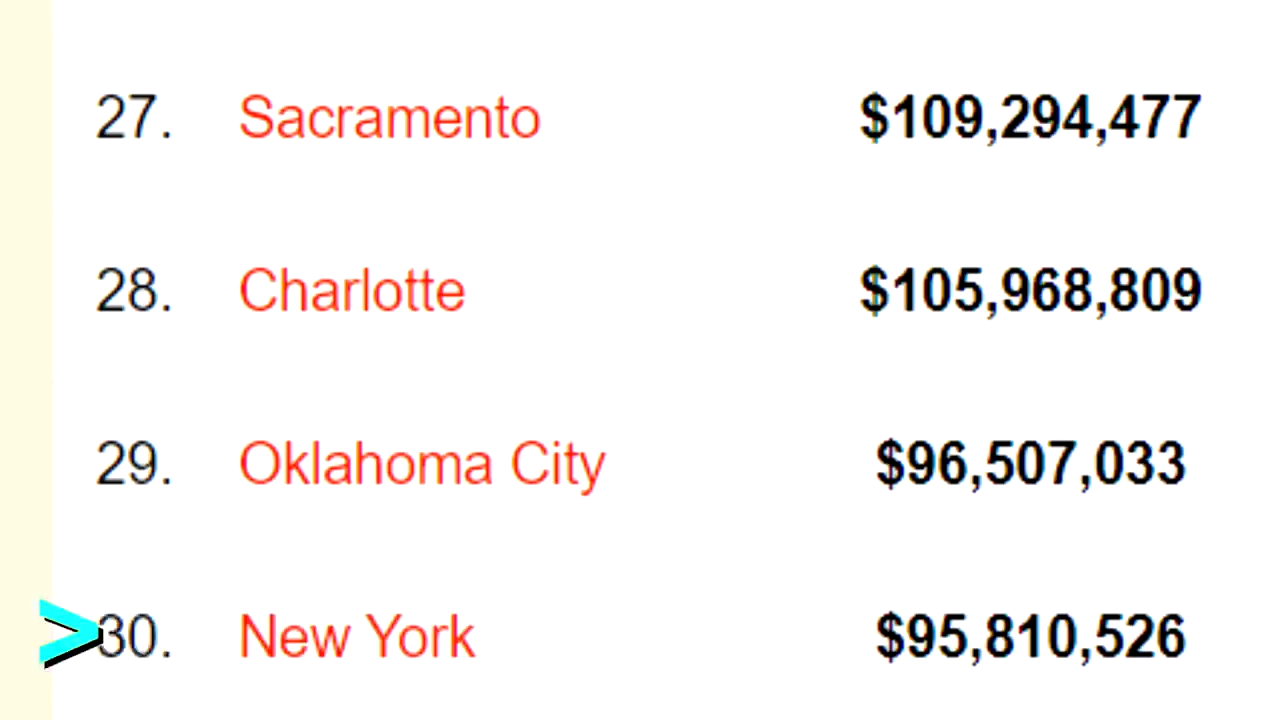 27. Sacramento $109,294,477
28. Charlotte $105,968,809
29. Oklahoma City $96,507,033
>30. New York $95,810,526